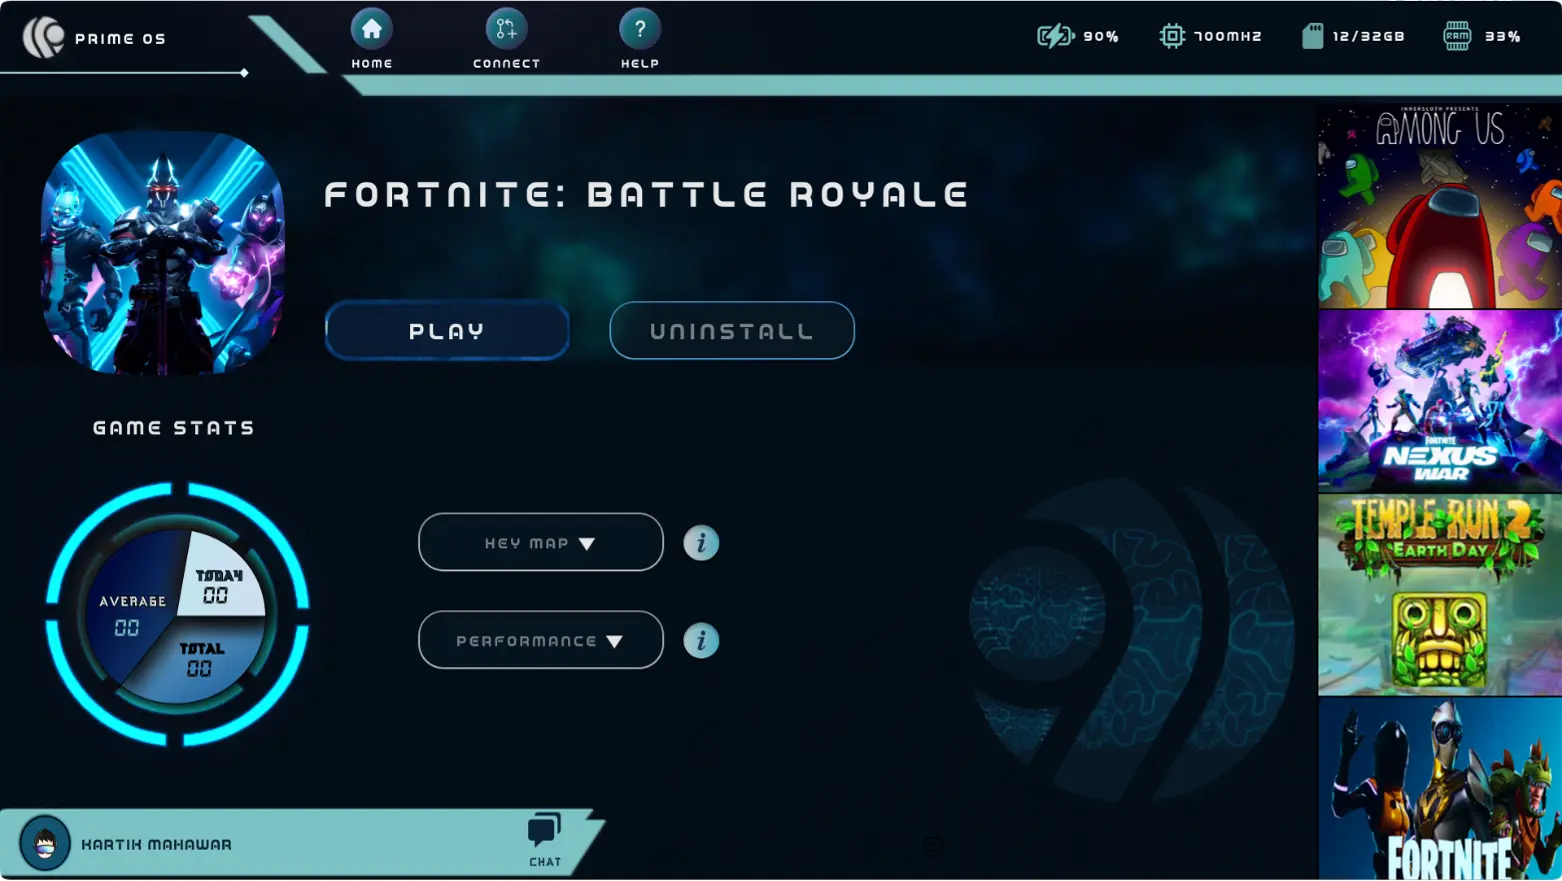 PRIME OS
HOME
CONNECT
HELP
90%
700MHZ
12/32GB
RAM
33%
FORTNITE: BATTLE ROYALE
PLAY
UNINSTALL
GAME STATS
AVERAGE
00
TODAY
00
TOTAL
00
KEY MAP
i
PERFORMANCE
i
INNERSLOTH PRESENTS
AMONG US
FORTNITE
NEXUS
WAR
TEMPLE RUN 2
EARTH DAY
FORTNITE
KARTIK MAHAWAR
CHAT